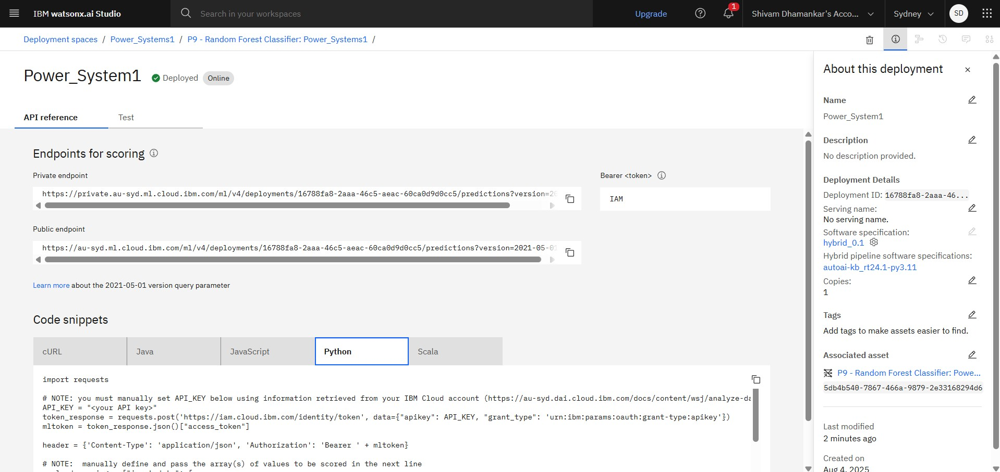 IBM watsonx.ai Studio
Search in your workspaces
Upgrade
1
Shivam Dhamankar's Acco...
Sydney
SD
Deployment spaces / Power_Systems1 / P9 - Random Forest Classifier: Power_Systems1 /
Power_System1
Deployed
Online
API reference
Test
Endpoints for scoring
Private endpoint
https://private.au-syd.ml.cloud.ibm.com/ml/v4/deployments/16788fa8-2aaa-46c5-aeac-60ca0d9d0cc5/predictions?version=20
Bearer <token>
IAM
Public endpoint
https://au-syd.ml.cloud.ibm.com/ml/v4/deployments/16788fa8-2aaa-46c5-aeac-60ca0d9d0cc5/predictions?version=2021-05-01
Learn more about the 2021-05-01 version query parameter
Code snippets
cURL
Java
JavaScript
Python
Scala
import requests
# NOTE: you must manually set API_KEY below using information retrieved from your IBM Cloud account (https://au-syd.dai.cloud.ibm.com/docs/content/wsj/analyze-da
API_KEY = "<your API key>"
token_response = requests.post('https://iam.cloud.ibm.com/identity/token', data={"apikey": API_KEY, "grant_type": 'urn:ibm:params:oauth:grant-type:apikey'})
mltoken = token_response.json()["access_token"]
header = {'Content-Type': 'application/json', 'Authorization': 'Bearer ' + mltoken}
# NOTE:  manually define and pass the array(s) of values to be scored in the next line
About this deployment
Name
Power_System1
Description
No description provided.
Deployment Details
Deployment ID: 16788fa8-2aaa-46...
Serving name:
No serving name.
Software specification:
hybrid_0.1
Hybrid pipeline software specifications:
autoai-kb_rt24.1-py3.11
Copies:
1
Tags
Add tags to make assets easier to find.
Associated asset
P9 - Random Forest Classifier: Powe...
5db4b540-7867-466a-9879-2e33168294d6
Last modified
2 minutes ago
Created on
Aug 4, 2025